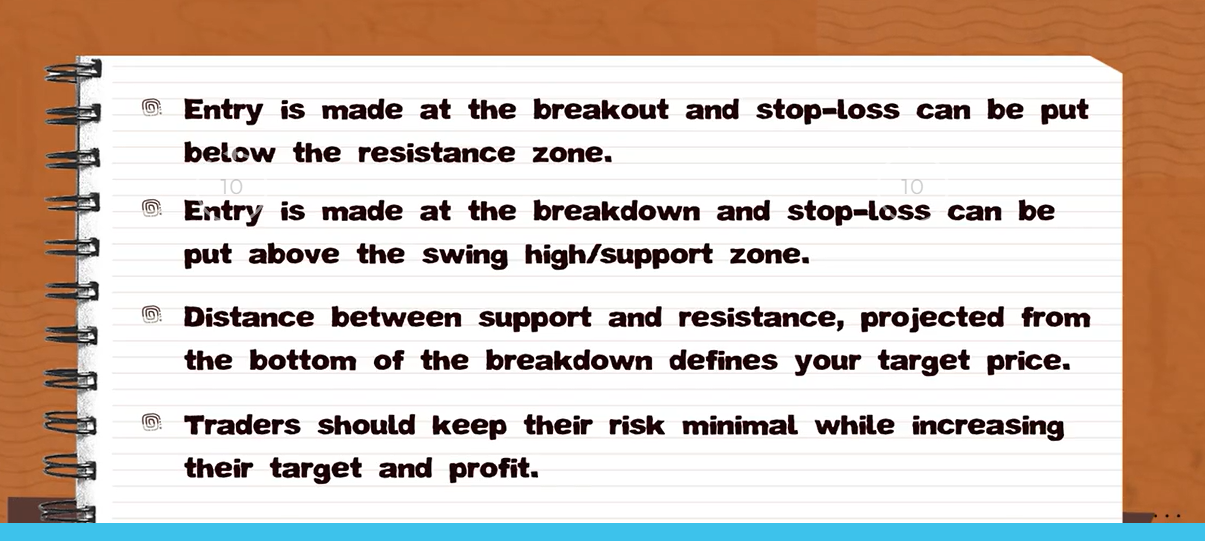 Entry is made at the breakout and stop-loss can be put
below the resistance zone.
10 10
Entry is made at the breakdown and stop-loss can be
put above the swing high/support zone.
Distance between support and resistance, projected from
the bottom of the breakdown defines your target price.
Traders should keep their risk minimal while increasing
their target and profit.